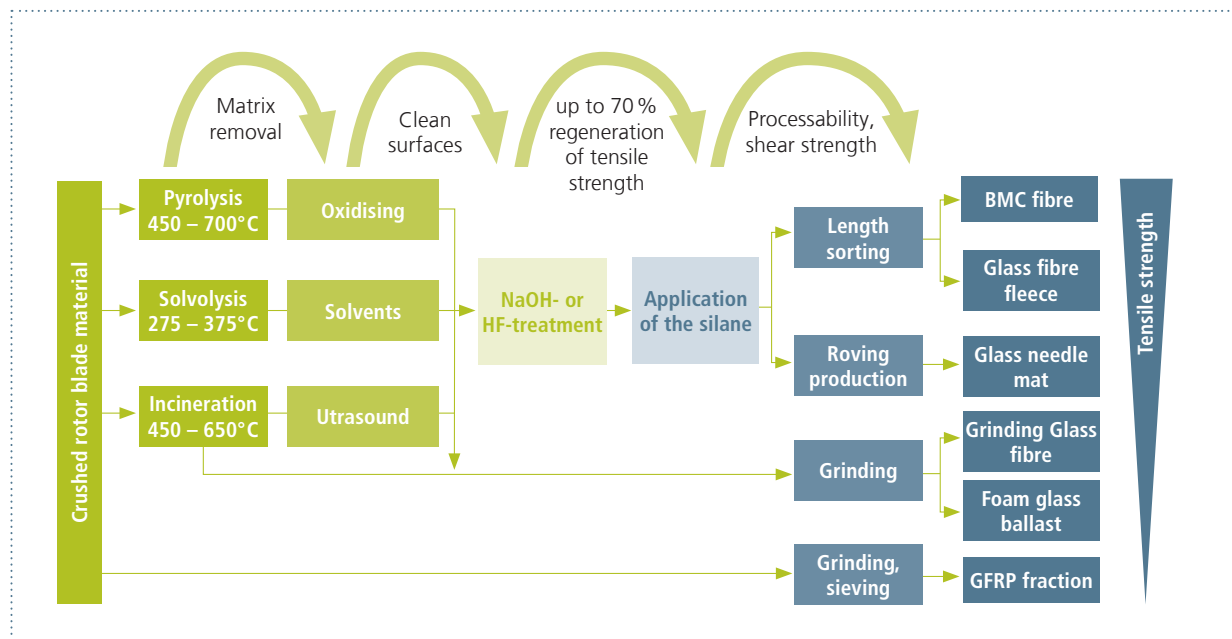 Matrix
removal
Clean
surfaces
up to 70 %
regeneration
of tensile
strength
Processability,
shear strength
Crushed rotor blade material
Pyrolysis
450 – 700°C
Oxidising
Solvolysis
275 – 375°C
Solvents
Incineration
450 – 650°C
Utrasound
NaOH- or
HF-treatment
Application
of the silane
Length
sorting
Roving
production
Grinding
Grinding,
sieving
BMC fibre
Glass fibre
fleece
Glass needle
mat
Grinding Glass
fibre
Foam glass
ballast
GFRP fraction
Tensile strength